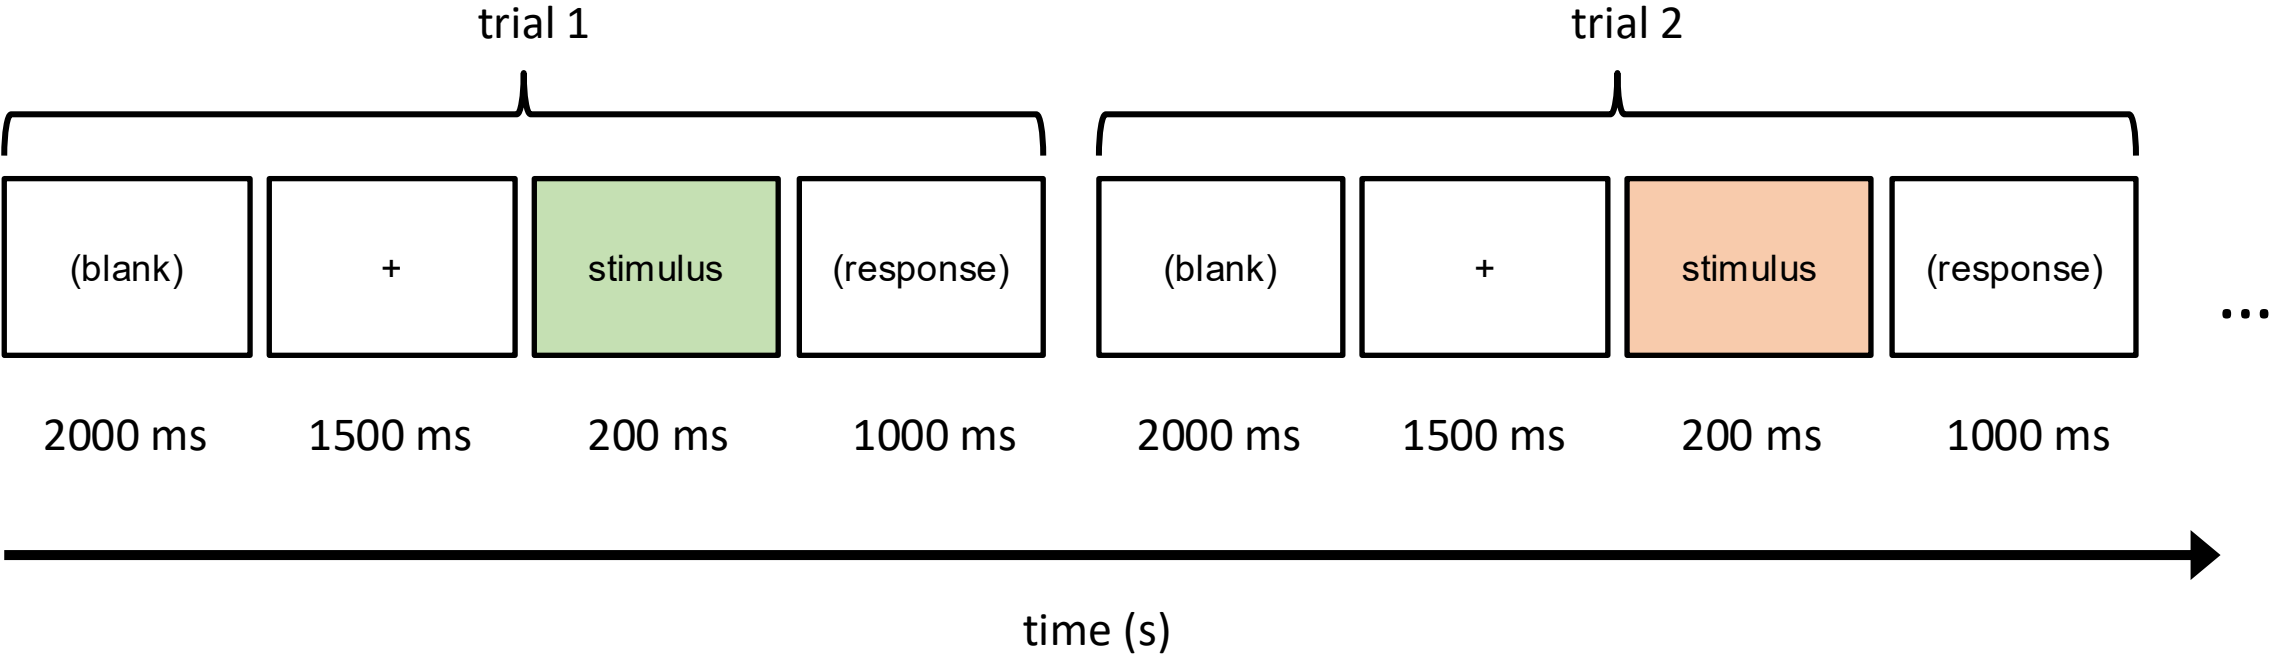 trial 1
trial 2
(blank)
+
stimulus
(response)
(blank)
+
stimulus
(response)
...
2000 ms
1500 ms
200 ms
1000 ms
2000 ms
1500 ms
200 ms
1000 ms
time (s)